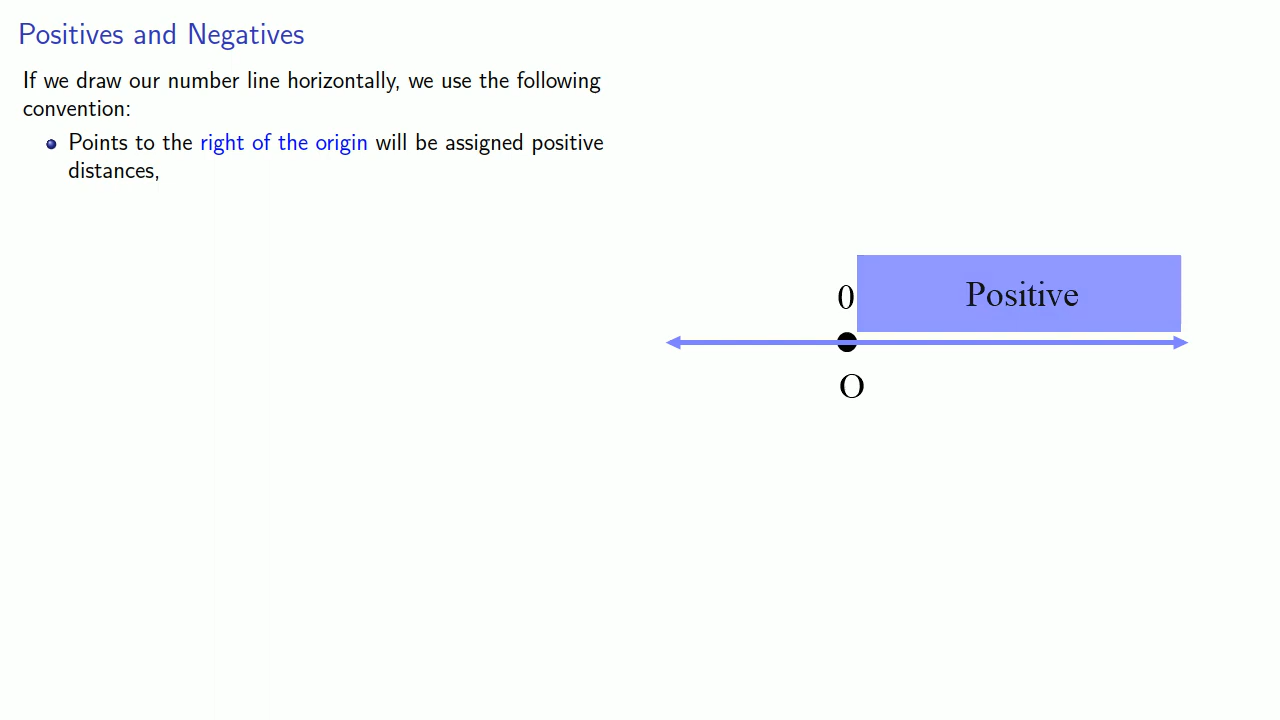 Positives and Negatives
If we draw our number line horizontally, we use the following
convention:
Points to the right of the origin will be assigned positive
distances,
0
Positive
O